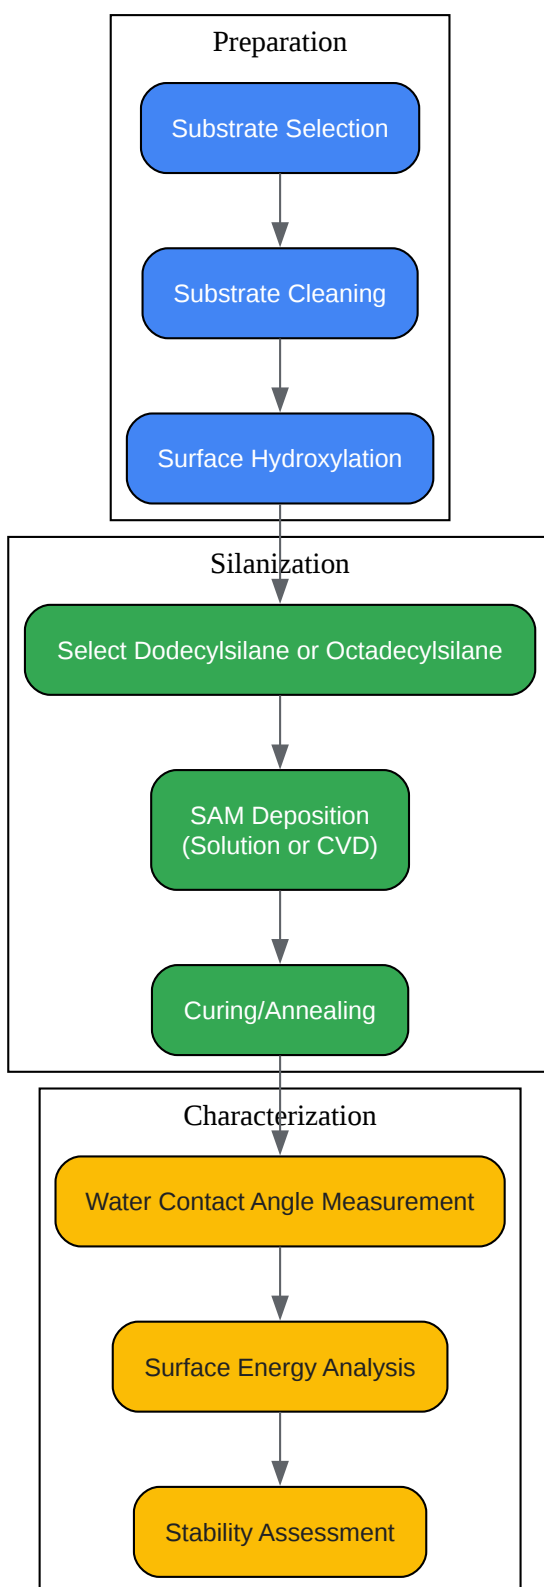 Preparation
Substrate Selection
Substrate Cleaning
Surface Hydroxylation
Silanization
Select Dodecylsilane or Octadecylsilane
SAM Deposition
(Solution or CVD)
Curing/Annealing
Characterization
Water Contact Angle Measurement
Surface Energy Analysis
Stability Assessment